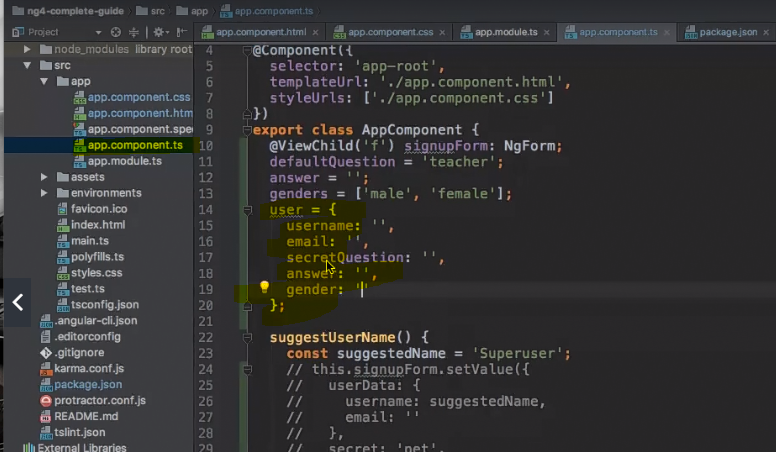 ng4-complete-guide src app app.component.ts
Project
app.component.html app.component.css app.module.ts app.component.ts package.json
node_modules library root
src
app
app.component.css
app.component.htm
app.component.spe
app.component.ts
app.module.ts
assets
environments
favicon.ico
index.html
main.ts
polyfills.ts
styles.css
test.ts
tsconfig.json
.angular-cli.json
.editorconfig
.gitignore
karma.conf.js
package.json
protractor.conf.js
README.md
tslint.json
External Libraries
4 @Component({
5 selector: 'app-root',
6 templateUrl: './app.component.html',
7 styleUrls: ['./app.component.css']
8 })
9 export class AppComponent {
10 @ViewChild('f') signupForm: NgForm;
11 defaultQuestion = 'teacher';
12 answer = '';
13 genders = ['male', 'female'];
14 user = {
15 username: '',
16 email: '',
17 secretQuestion: '',
18 answer: '',
19 gender: '
20 };
21
22 suggestUserName() {
23 const suggestedName = 'Superuser';
24 // this.signupForm.setValue({
25 // userData: {
26 // username: suggestedName,
27 // email: ''
28 // },
29 // secret: 'pet',